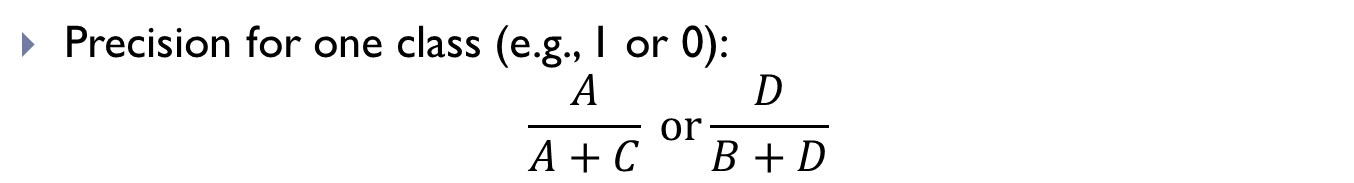 Precision for one class (e.g., 1 or 0):
A/(A + C) or D/(B + D)